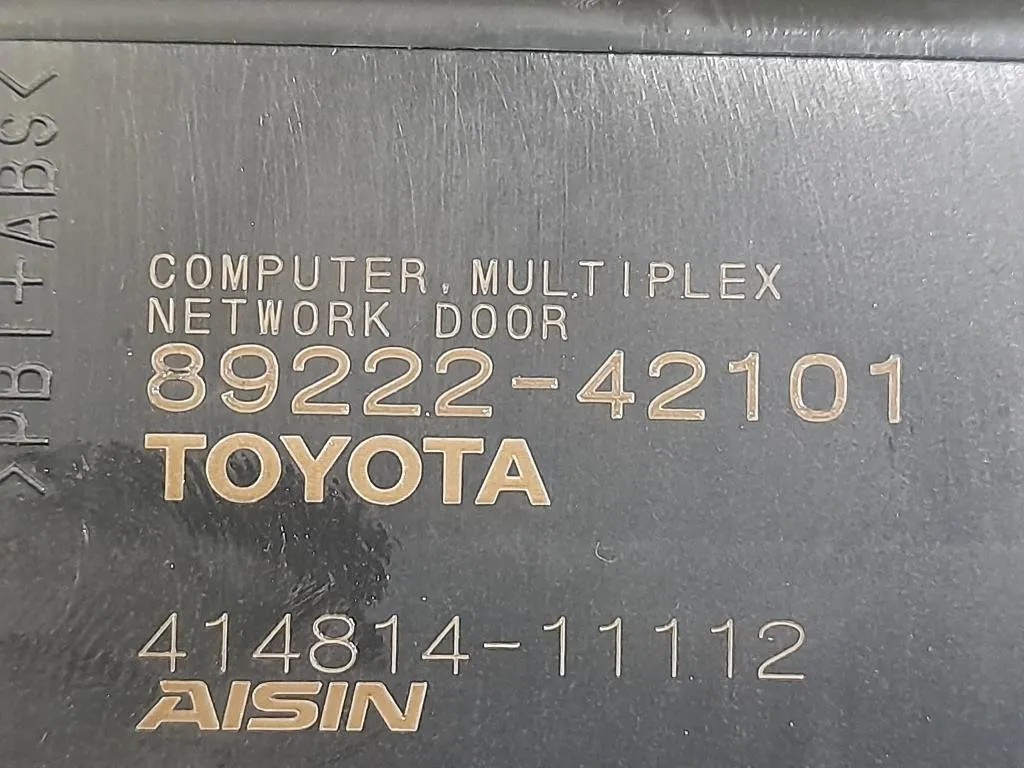 >PBT+ABS<
COMPUTER, MULTIPLEX
NETWORK DOOR
89222-42101
TOYOTA
414814-11112
AISIN